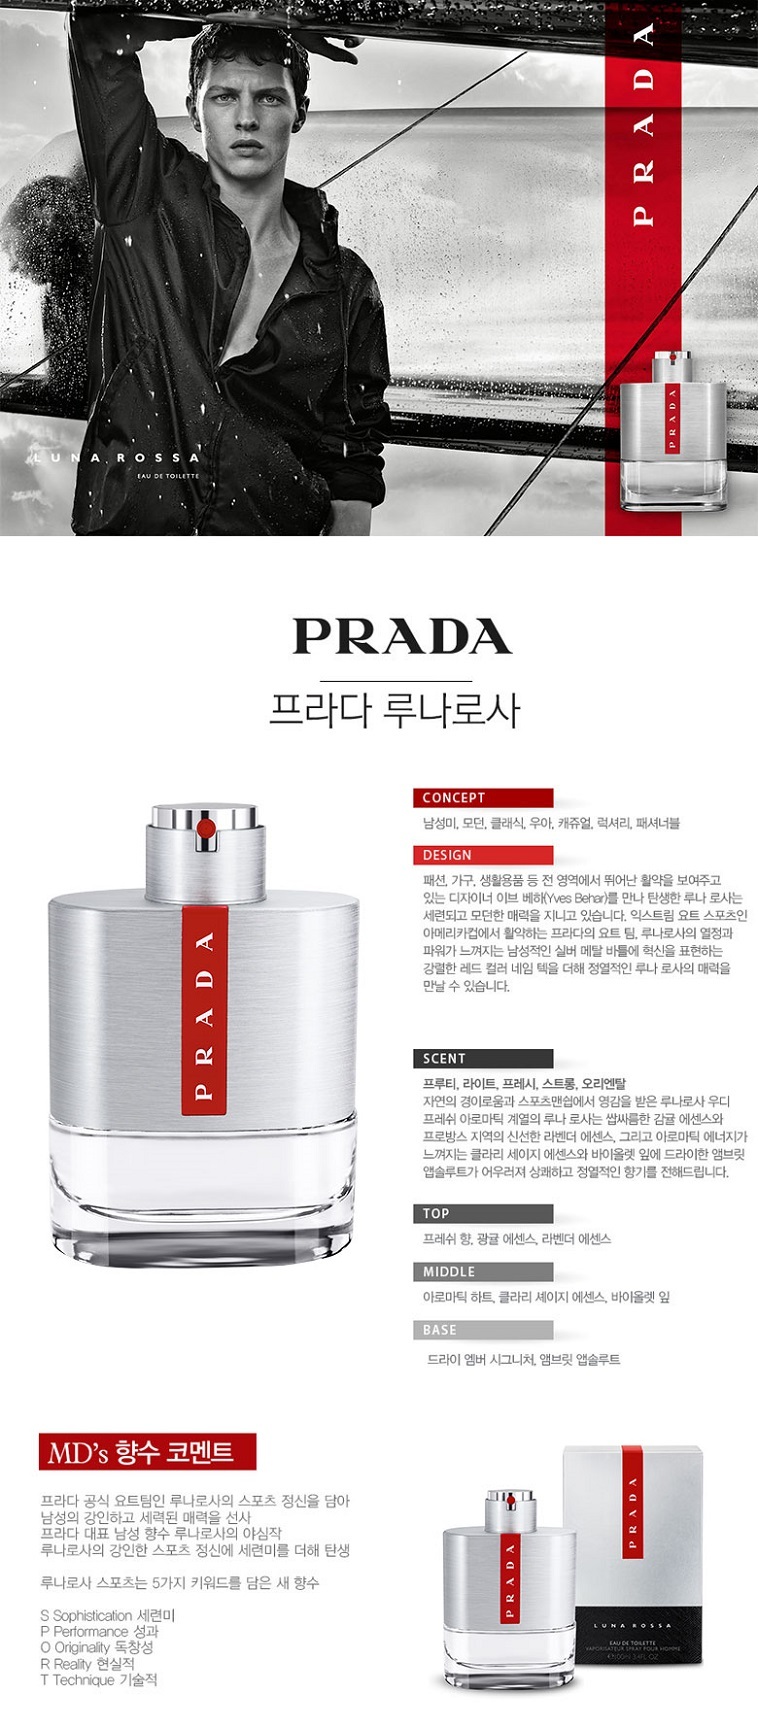 PRADA
PRADA
LUNA ROSSA
EAU DE TOILETTE
PRADA
프라다 루나로사
PRADA
CONCEPT
남성미, 모던, 클래식, 우아, 캐쥬얼, 럭셔리, 패셔너블
DESIGN
패션, 가구, 생활용품 등 전 영역에서 뛰어난 활약을 보여주고
있는 디자이너 이브 베하(Yves Behar)를 만나 탄생한 루나 로사는
세련되고 모던한 매력을 지니고 있습니다. 익스트림 요트 스포츠인
아메리카컵에서 활약하는 프라다의 요트 팀, 루나로사의 열정과
파워가 느껴지는 남성적인 실버 메탈 바틀에 혁신을 표현하는
강렬한 레드 컬러 네임 텍을 더해 정열적인 루나 로사의 매력을
만날 수 있습니다.
SCENT
프루티, 라이트, 프레시, 스트롱, 오리엔탈
자연의 경이로움과 스포츠맨쉽에서 영감을 받은 루나로사 우디
프레쉬 아로마틱 계열의 루나 로사는 쌉싸름한 감귤 에센스와
프로방스 지역의 신선한 라벤더 에센스, 그리고 아로마틱 에너지가
느껴지는 클라리 세이지 에센스와 바이올렛 잎에 드라이한 앰브릿
앱솔루트가 어우러져 상쾌하고 정열적인 향기를 전해드립니다.
TOP
프레쉬 향, 광귤 에센스, 라벤더 에센스
MIDDLE
아로마틱 하트, 클라리 셰이지 에센스, 바이올렛 잎
BASE
드라이 엠버 시그니처, 앰브릿 앱솔루트
MD's 향수 코멘트
프라다 공식 요트팀인 루나로사의 스포츠 정신을 담아
남성의 강인하고 세력된 매력을 선사
프라다 대표 남성 향수 루나로사의 야심작
루나로사의 강인한 스포츠 정신에 세련미를 더해 탄생
루나로사 스포츠는 5가지 키워드를 담은 새 향수
S Sophistication 세련미
P Performance 성과
O Originality 독창성
R Reality 현실적
T Technique 기술적
PRADA
PRADA
LUNA ROSSA
EAU DE TOILETTE
VAPORISATEUR SPRAY POUR HOMME
100ml 3.4FL.OZ